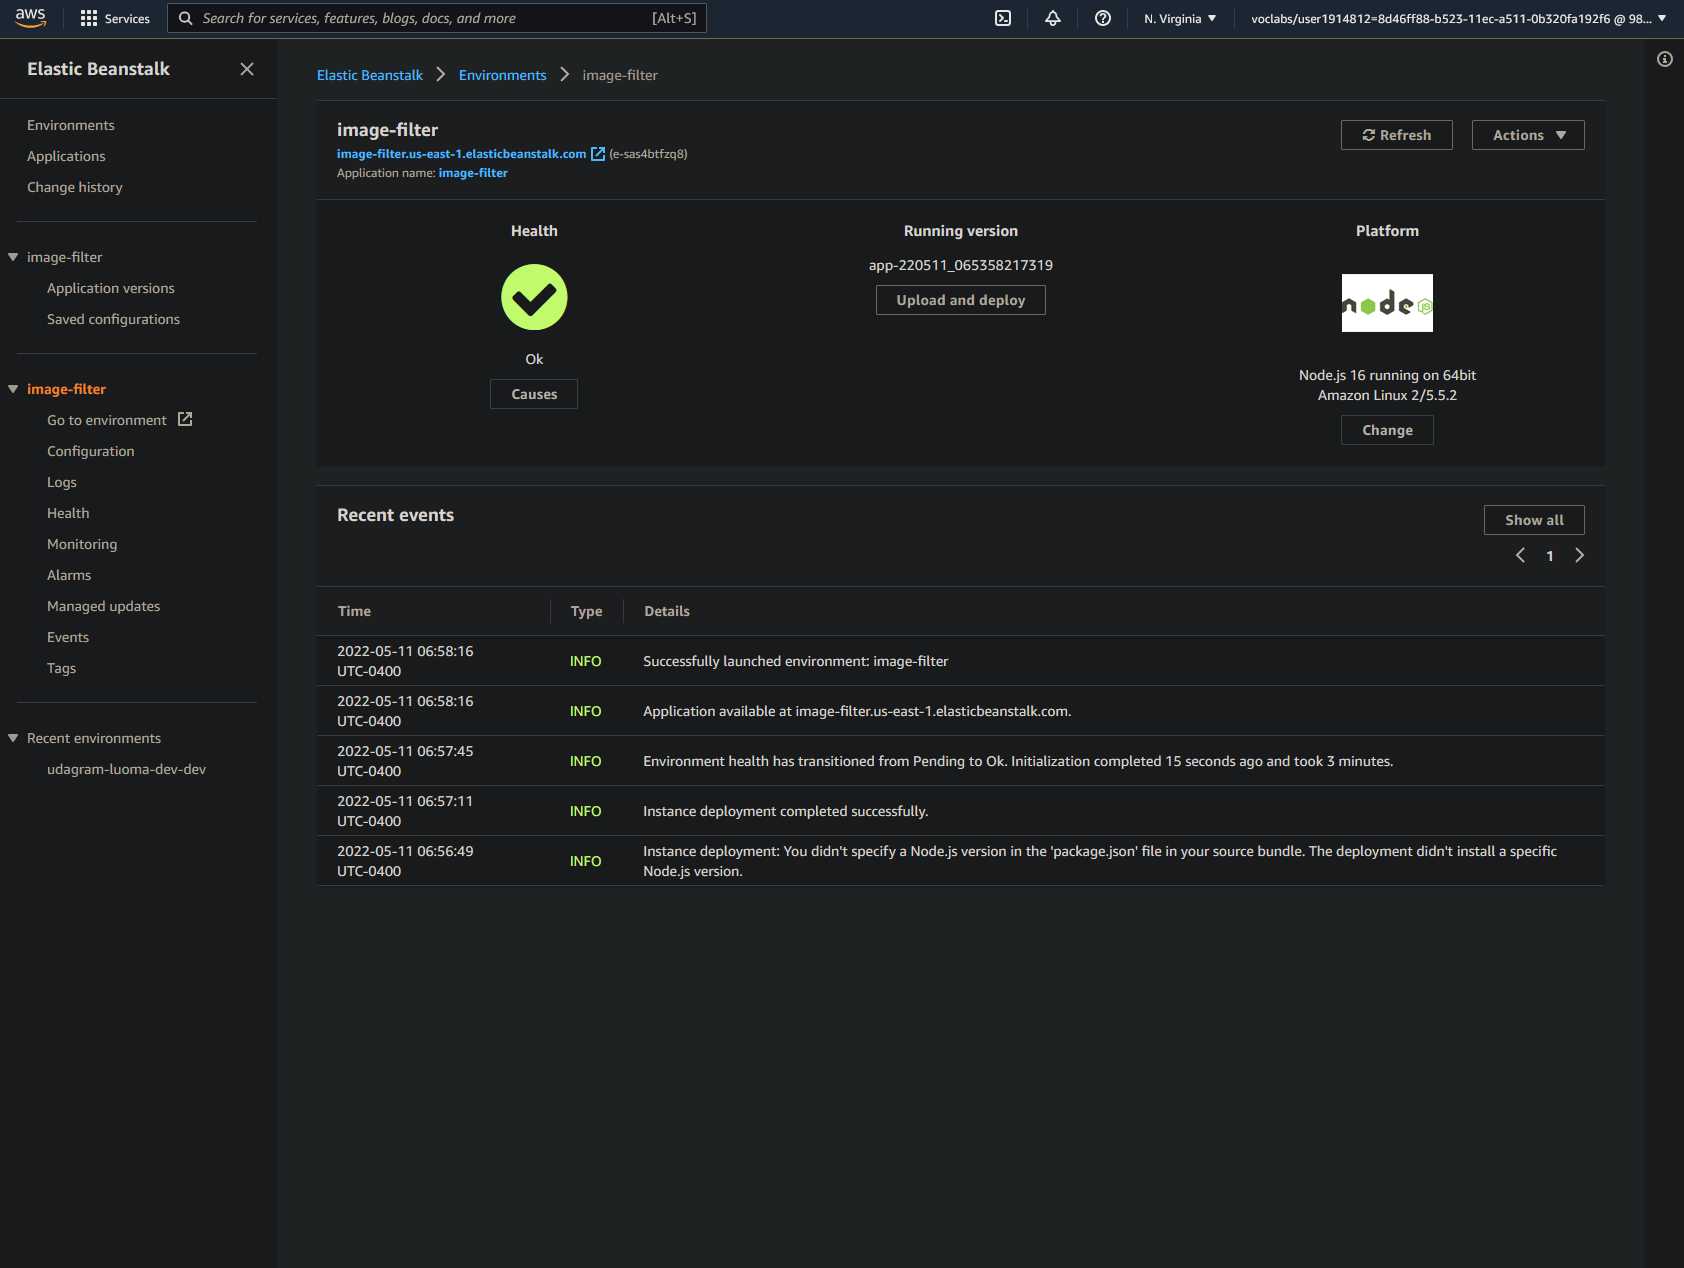 aws
Services
Search for services, features, blogs, docs, and more
[Alt+S]
N. Virginia
voclabs/user1914812=8d46ff88-b523-11ec-a511-0b320fa192f6 @ 98...
Elastic Beanstalk
Environments
Applications
Change history
image-filter
Application versions
Saved configurations
image-filter
Go to environment
Configuration
Logs
Health
Monitoring
Alarms
Managed updates
Events
Tags
Recent environments
udagram-luoma-dev-dev
Elastic Beanstalk > Environments > image-filter
image-filter
image-filter.us-east-1.elasticbeanstalk.com (e-sas4btfzq8)
Application name: image-filter
Refresh
Actions
Health
Ok
Causes
Running version
app-220511_065358217319
Upload and deploy
Platform
node JS
Node.js 16 running on 64bit
Amazon Linux 2/5.5.2
Change
Recent events
Show all
1
Time Type Details
2022-05-11 06:58:16
UTC-0400
INFO
Successfully launched environment: image-filter
2022-05-11 06:58:16
UTC-0400
INFO
Application available at image-filter.us-east-1.elasticbeanstalk.com.
2022-05-11 06:57:45
UTC-0400
INFO
Environment health has transitioned from Pending to Ok. Initialization completed 15 seconds ago and took 3 minutes.
2022-05-11 06:57:11
UTC-0400
INFO
Instance deployment completed successfully.
2022-05-11 06:56:49
UTC-0400
INFO
Instance deployment: You didn't specify a Node.js version in the 'package.json' file in your source bundle. The deployment didn't install a specific
Node.js version.